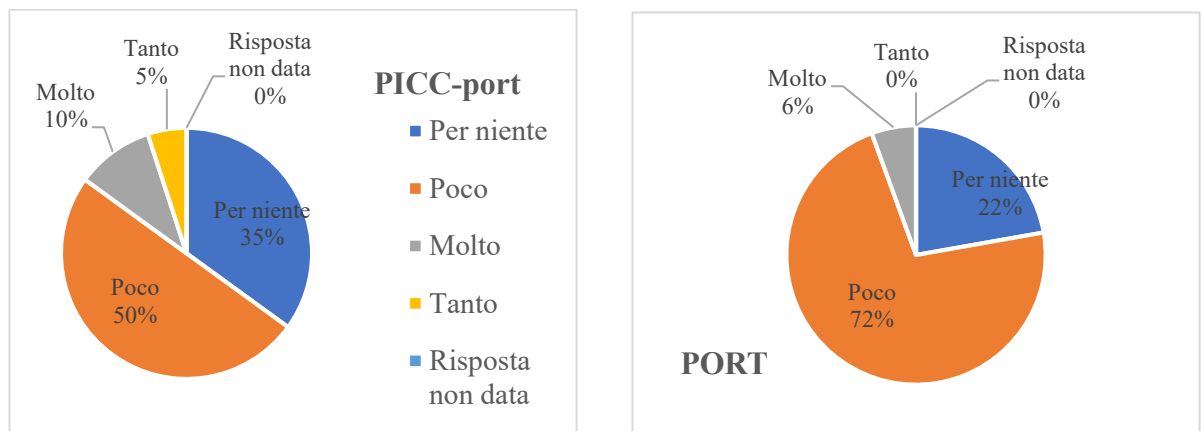 Tanto
5%
Risposta
non data
0%
Molto
10%
Per niente
35%
Poco
50%
PICC-port
Per niente
Poco
Molto
Tanto
Risposta
non data
Tanto
0%
Risposta
non data
0%
Molto
6%
Per niente
22%
Poco
72%
PORT